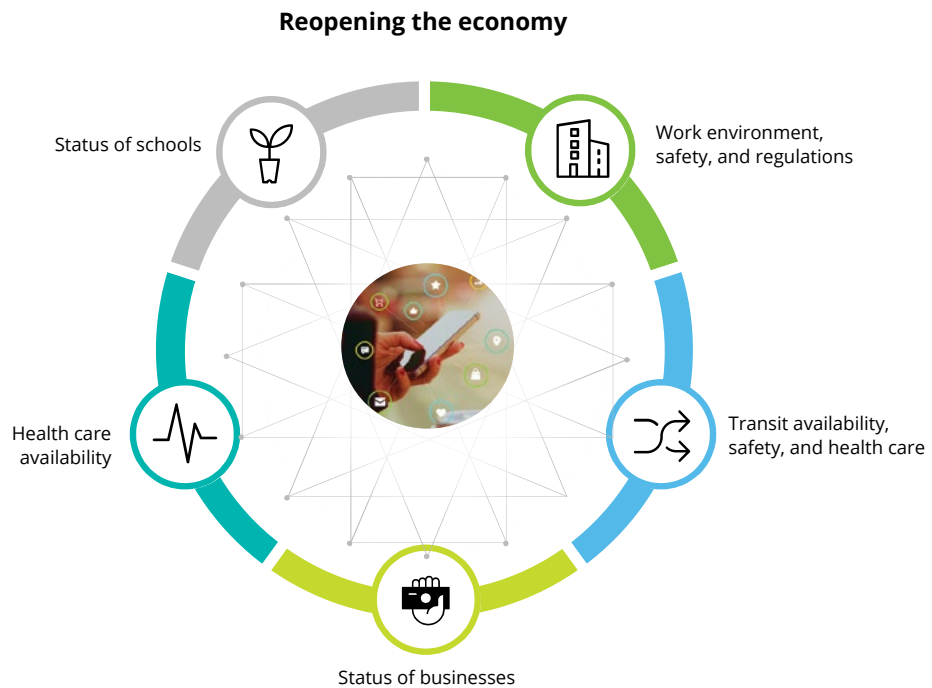 Reopening the economy
Status of schools
Work environment,
safety, and regulations
Health care
availability
Transit availability,
safety, and health care
Status of businesses